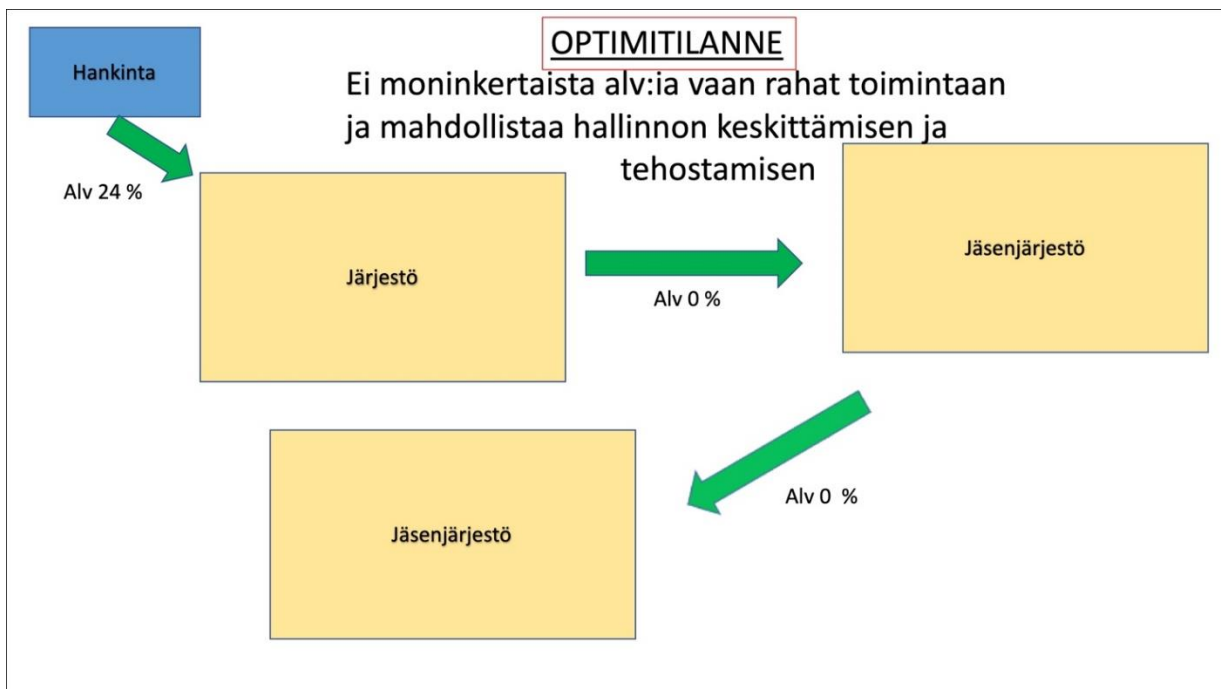 OPTIMITILANNE
Hankinta
Ei moninkertaista alv:ia vaan rahat toimintaan
ja mahdollistaa hallinnon keskittämisen ja
tehostamisen
Alv 24 %
Järjestö
Alv 0 %
Jäsenjärjestö
Alv 0 %
Jäsenjärjestö